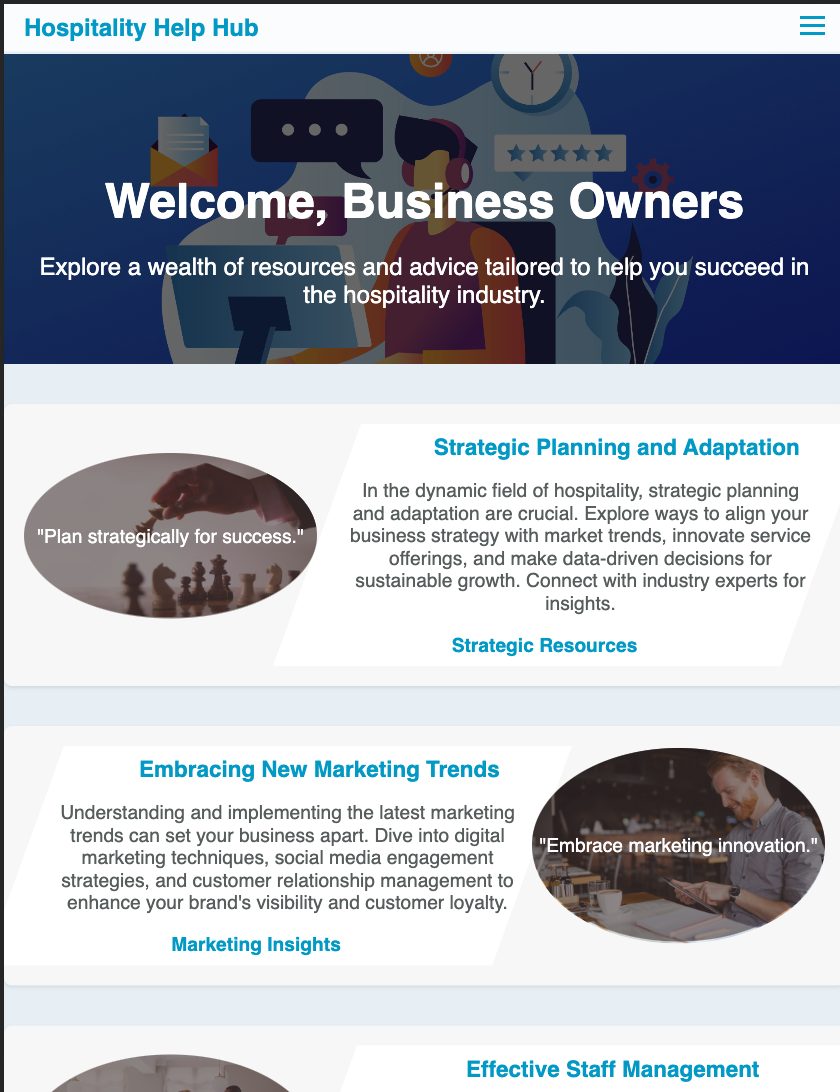 Hospitality Help Hub
Welcome, Business Owners
Explore a wealth of resources and advice tailored to help you succeed in
the hospitality industry.
Strategic Planning and Adaptation
"Plan strategically for success."
In the dynamic field of hospitality, strategic planning
and adaptation are crucial. Explore ways to align your
business strategy with market trends, innovate service
offerings, and make data-driven decisions for
sustainable growth. Connect with industry experts for
insights.
Strategic Resources
Embracing New Marketing Trends
Understanding and implementing the latest marketing
trends can set your business apart. Dive into digital
marketing techniques, social media engagement
strategies, and customer relationship management to
enhance your brand's visibility and customer loyalty.
"Embrace marketing innovation."
Marketing Insights
Effective Staff Management